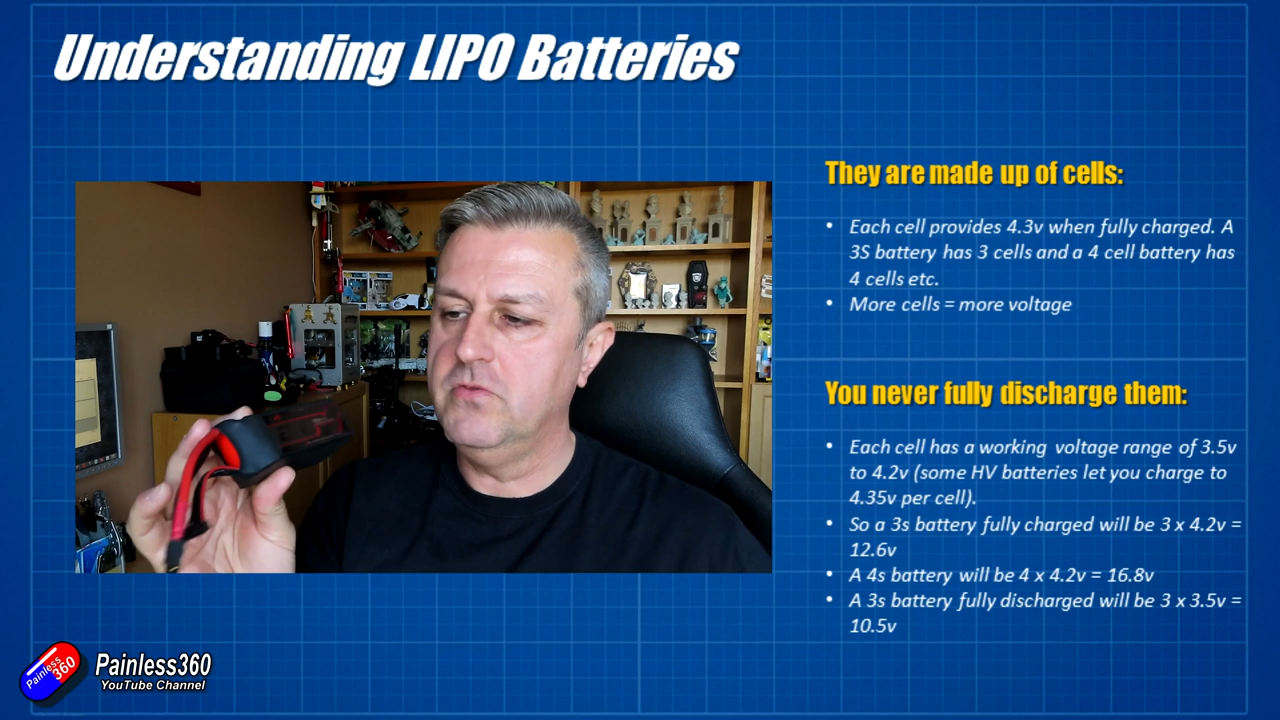 Understanding LIPO Batteries
They are made up of cells:
• Each cell provides 4.3v when fully charged. A
3S battery has 3 cells and a 4 cell battery has
4 cells etc.
• More cells = more voltage
You never fully discharge them:
• Each cell has a working voltage range of 3.5v
to 4.2v (some HV batteries let you charge to
4.35v per cell).
• So a 3s battery fully charged will be 3 x 4.2v =
12.6v
• A 4s battery will be 4 x 4.2v = 16.8v
• A 3s battery fully discharged will be 3 x 3.5v =
10.5v
Painless
360
Painless360
YouTube Channel